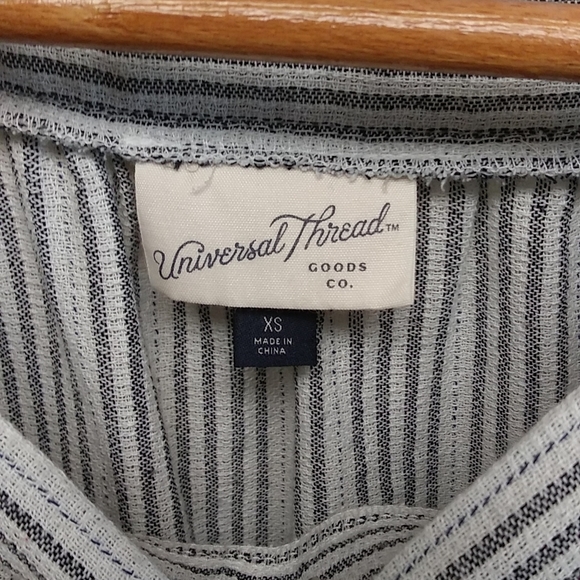 Universal Thread™
GOODS
CO.
XS
MADE IN
CHINA